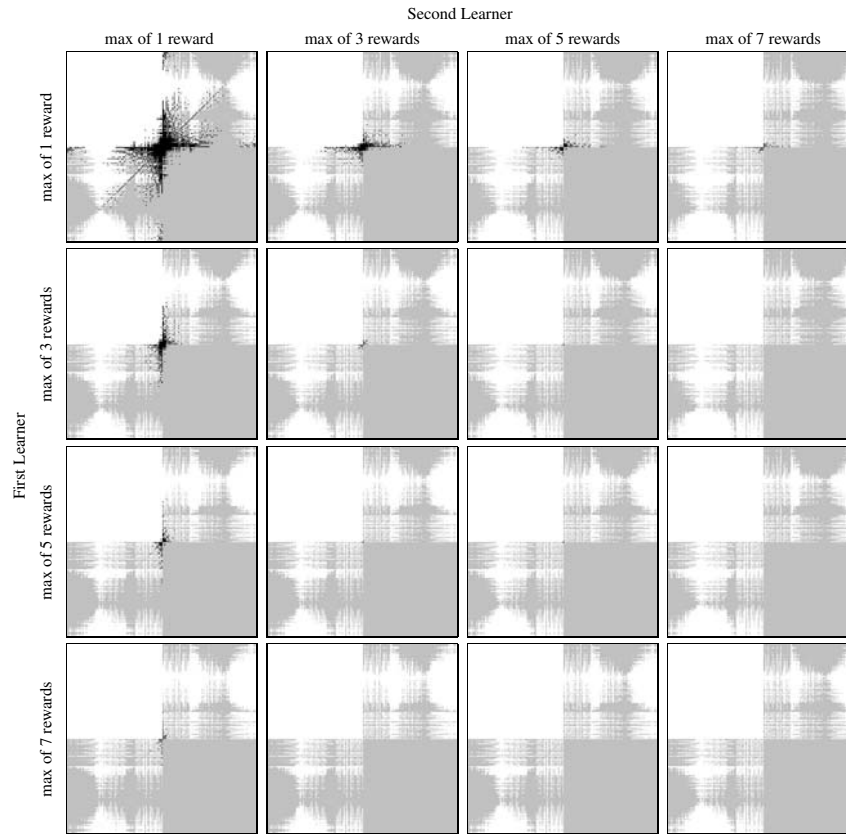 Second Learner
max of 1 reward
max of 3 rewards
max of 5 rewards
max of 7 rewards
First Learner
max of 1 reward
max of 3 rewards
max of 5 rewards
max of 7 rewards